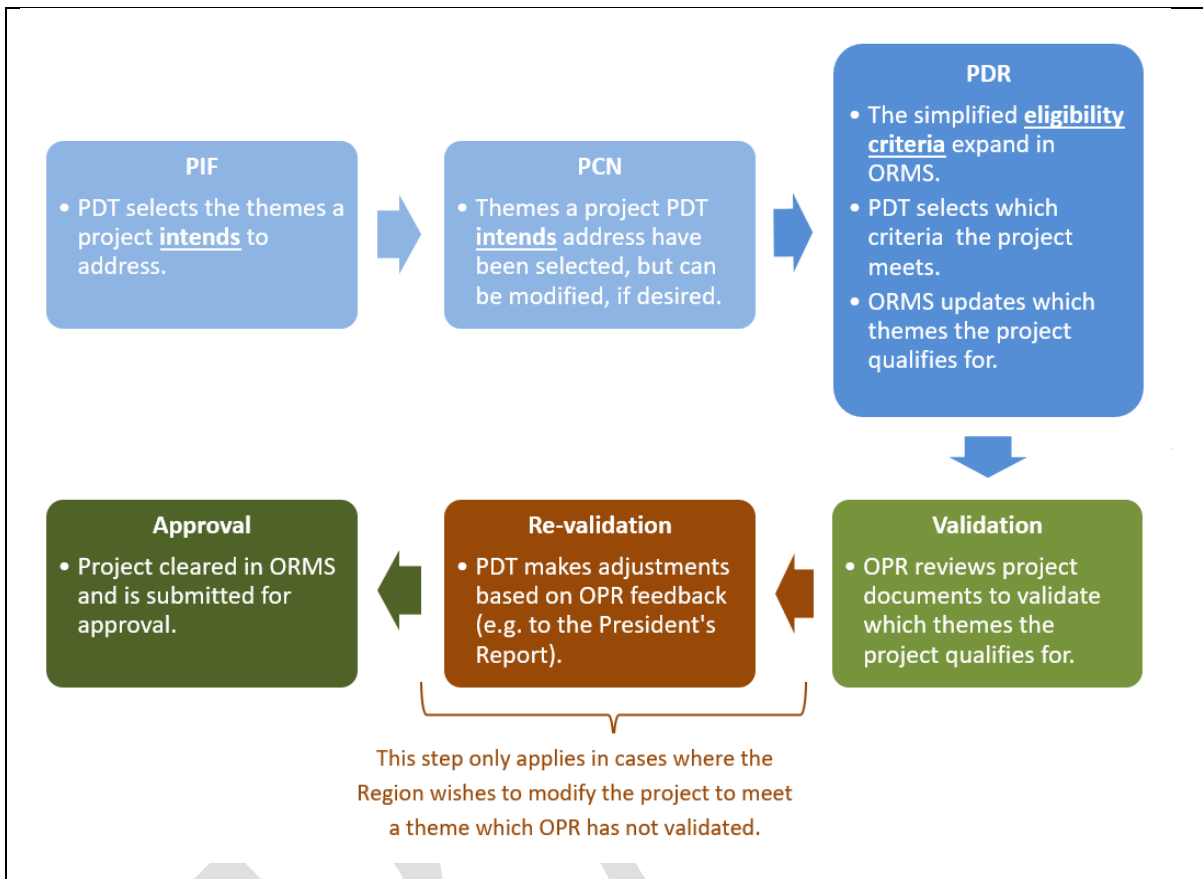 PIF
• PDT selects the themes a
project intends to
address.
PCN
• Themes a project PDT
intends address have
been selected, but can
be modified, if desired.
PDR
• The simplified eligibility
criteria expand in
ORMS.
• PDT selects which
criteria the project
meets.
• ORMS updates which
themes the project
qualifies for.
Validation
• OPR reviews project
documents to validate
which themes the
project qualifies for.
Re-validation
• PDT makes adjustments
based on OPR feedback
(e.g. to the President's
Report).
Approval
• Project cleared in ORMS
and is submitted for
approval.
This step only applies in cases where the
Region wishes to modify the project to meet
a theme which OPR has not validated.